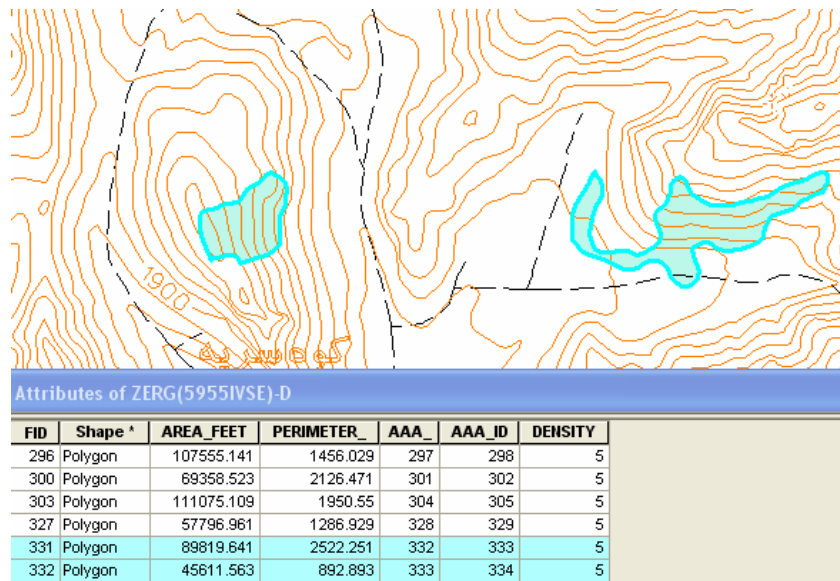 1900
Attributes of ZERG(5955IVSE)-D
FID Shape * AREA_FEET PERIMETER_ AAA_ AAA_ID DENSITY
296 Polygon 107555.141 1456.029 297 298 5
300 Polygon 69358.523 2126.471 301 302 5
303 Polygon 111075.109 1950.55 304 305 5
327 Polygon 57796.961 1286.929 328 329 5
331 Polygon 89819.641 2522.251 332 333 5
332 Polygon 45611.563 892.893 333 334 5